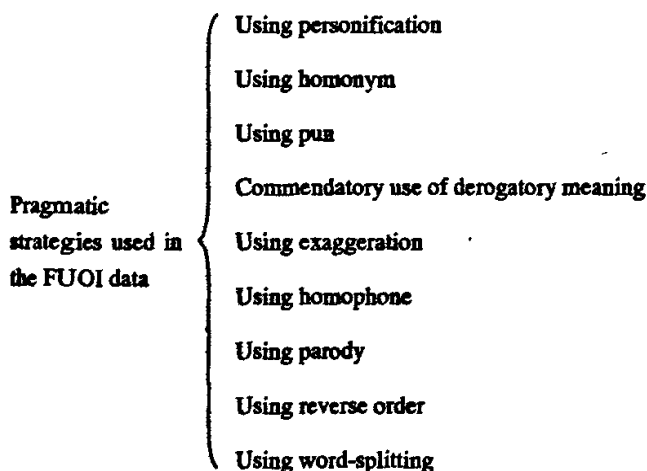 Using personification
Using homonym
Using pun
Commendatory use of derogatory meaning
Pragmatic
strategies used in
the FUOI data
Using exaggeration
Using homophone
Using parody
Using reverse order
Using word-splitting